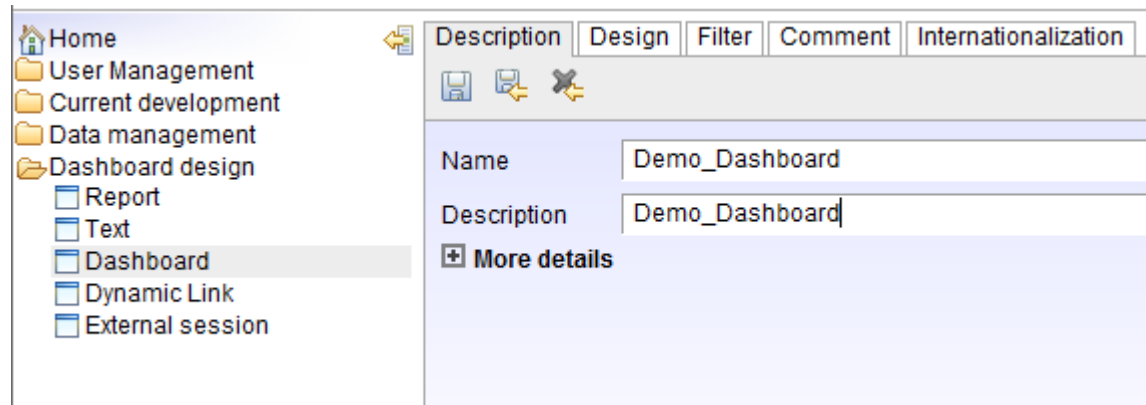 Home
User Management
Current development
Data management
Dashboard design
Report
Text
Dashboard
Dynamic Link
External session
Description Design Filter Comment Internationalization
Name Demo_Dashboard
Description Demo_Dashboard
More details